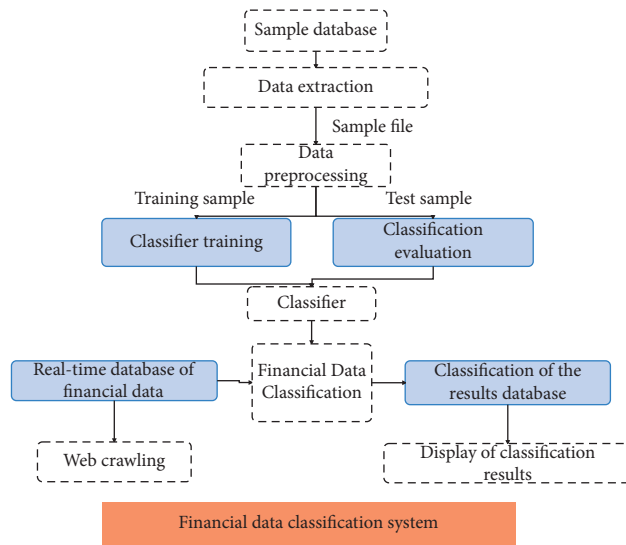 Sample database
Data extraction
Sample file
Data
preprocessing
Training sample
Test sample
Classifier training
Classification
evaluation
Classifier
Real-time database of
financial data
Financial Data
Classification
Classification of the
results database
Web crawling
Display of classification
results
Financial data classification system